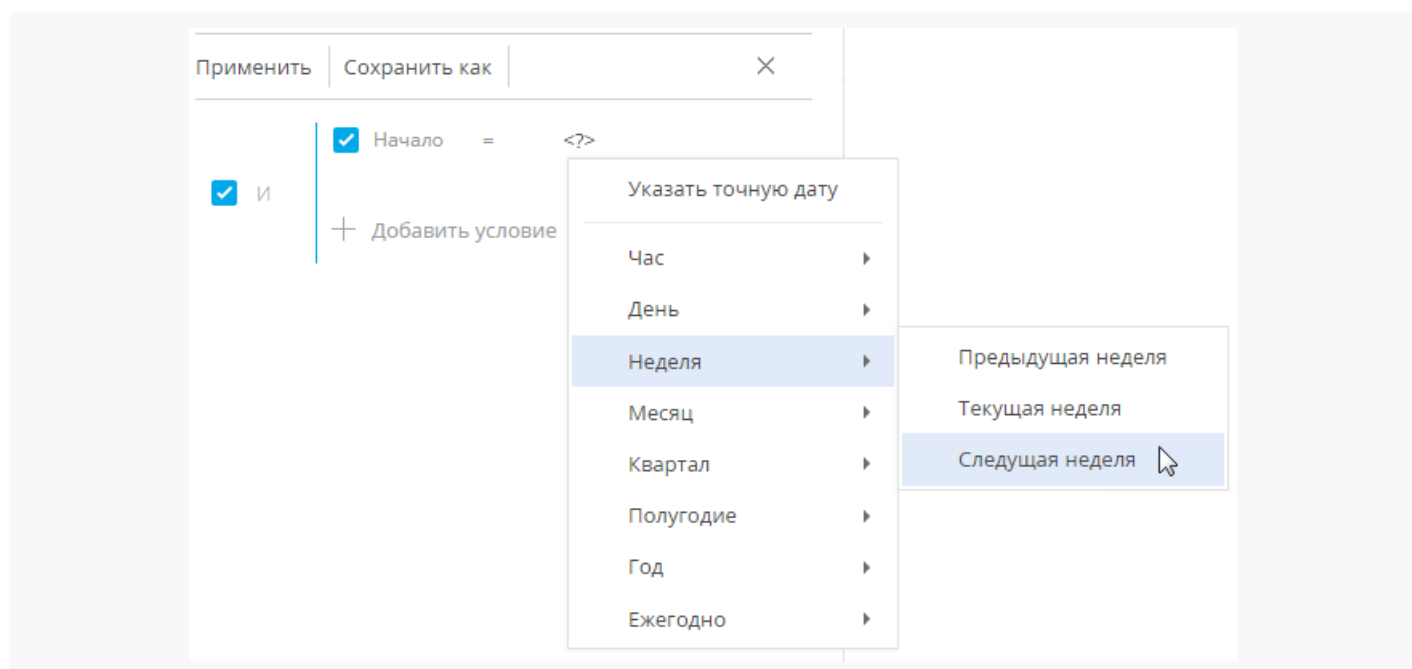 Применить Сохранить как
Начало = <?>
И
Указать точную дату
Добавить условие
Час
День
Неделя
Месяц
Квартал
Полугодие
Год
Ежегодно
Предыдущая неделя
Текущая неделя
Следущая неделя